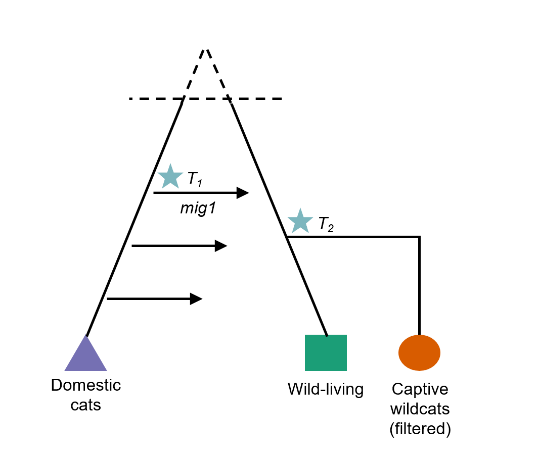 T1
mig1
T2
Domestic
cats
Wild-living
Captive
wildcats
(filtered)